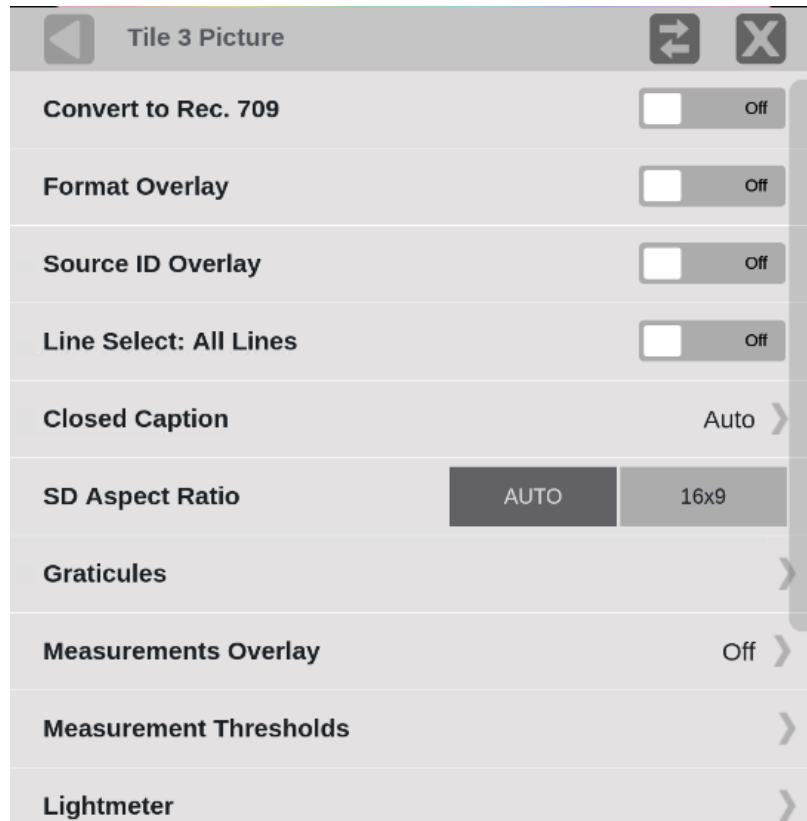 Tile 3 Picture
Convert to Rec. 709 Off
Format Overlay Off
Source ID Overlay Off
Line Select: All Lines Off
Closed Caption Auto
SD Aspect Ratio AUTO 16x9
Graticules
Measurements Overlay Off
Measurement Thresholds
Lightmeter